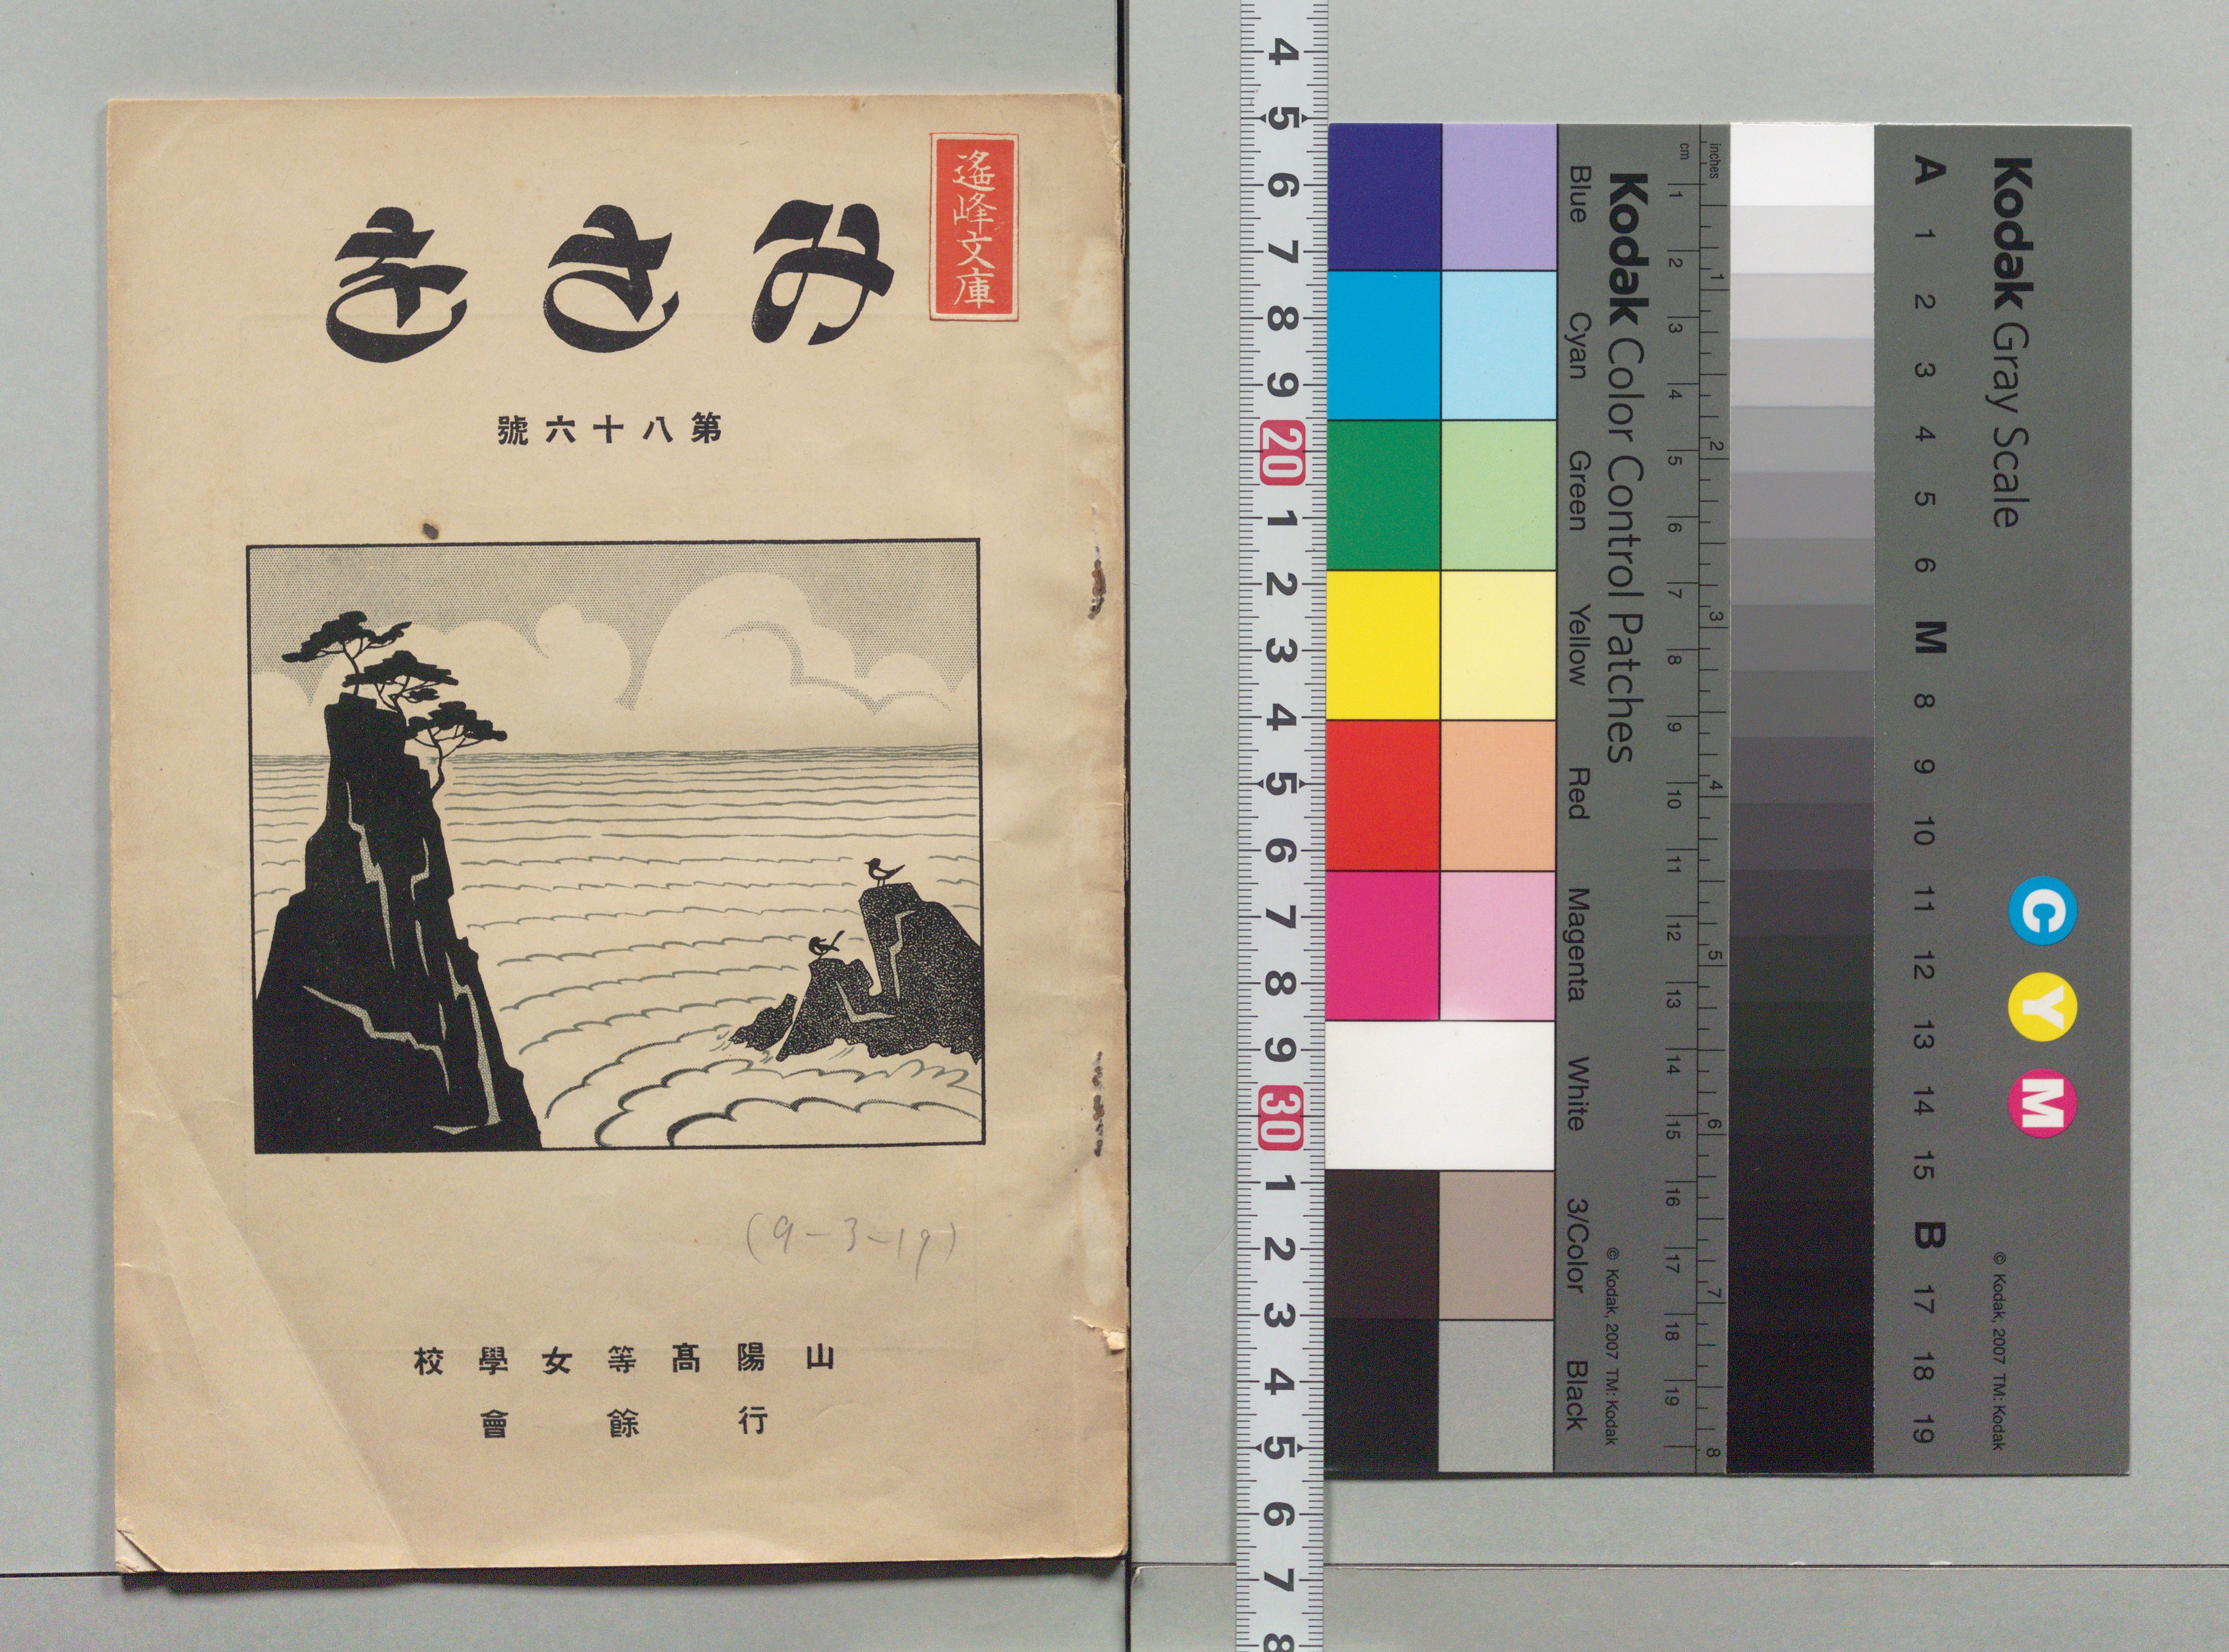 遙峰文庫
みさを
第八十六號
(9-3-19)
山陽髙等女學校
行餘會
4 5 6 7 8 9 20 1 2 3 4 5 6 7 8 9 30 1 2 3 4 5 6 7 8
Kodak Gray Scale
C Y M
© Kodak, 2007 TM: Kodak
A 1 2 3 4 5 6 M 8 9 10 11 12 13 14 15 B 17 18 19
inches 1 2 3 4 5 6 7 8
cm 1 2 3 4 5 6 7 8 9 10 11 12 13 14 15 16 17 18 19
Kodak Color Control Patches
© Kodak, 2007 TM: Kodak
Blue Cyan Green Yellow Red Magenta White 3/Color Black